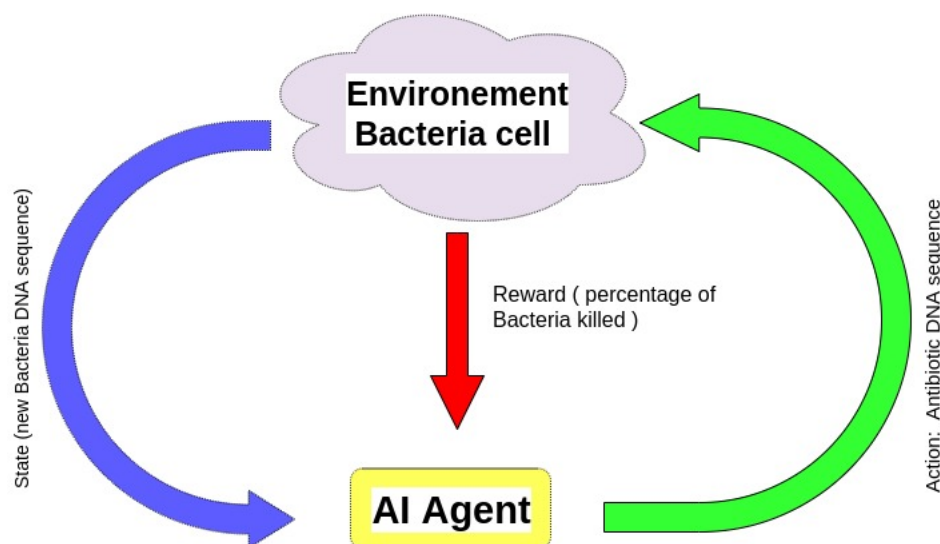 Environement
Bacteria cell
State (new Bacteria DNA sequence)
Reward ( percentage of
Bacteria killed )
Action:  Antibiotic DNA sequence
AI Agent